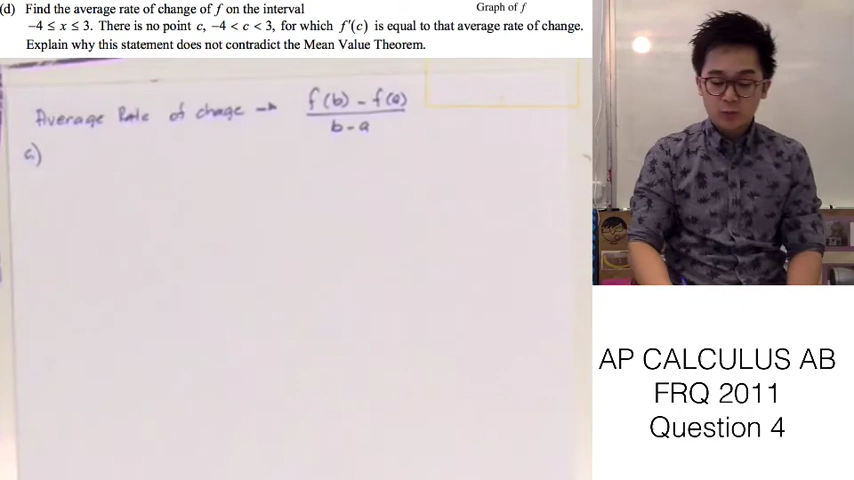 (d) Find the average rate of change of f on the interval
−4 ≤ x ≤ 3. There is no point c, −4 < c < 3, for which f′(c) is equal to that average rate of change.
Explain why this statement does not contradict the Mean Value Theorem.
Graph of f
Average Rate of change → f(b) - f(a) / b-a
a)
AP CALCULUS AB
FRQ 2011
Question 4